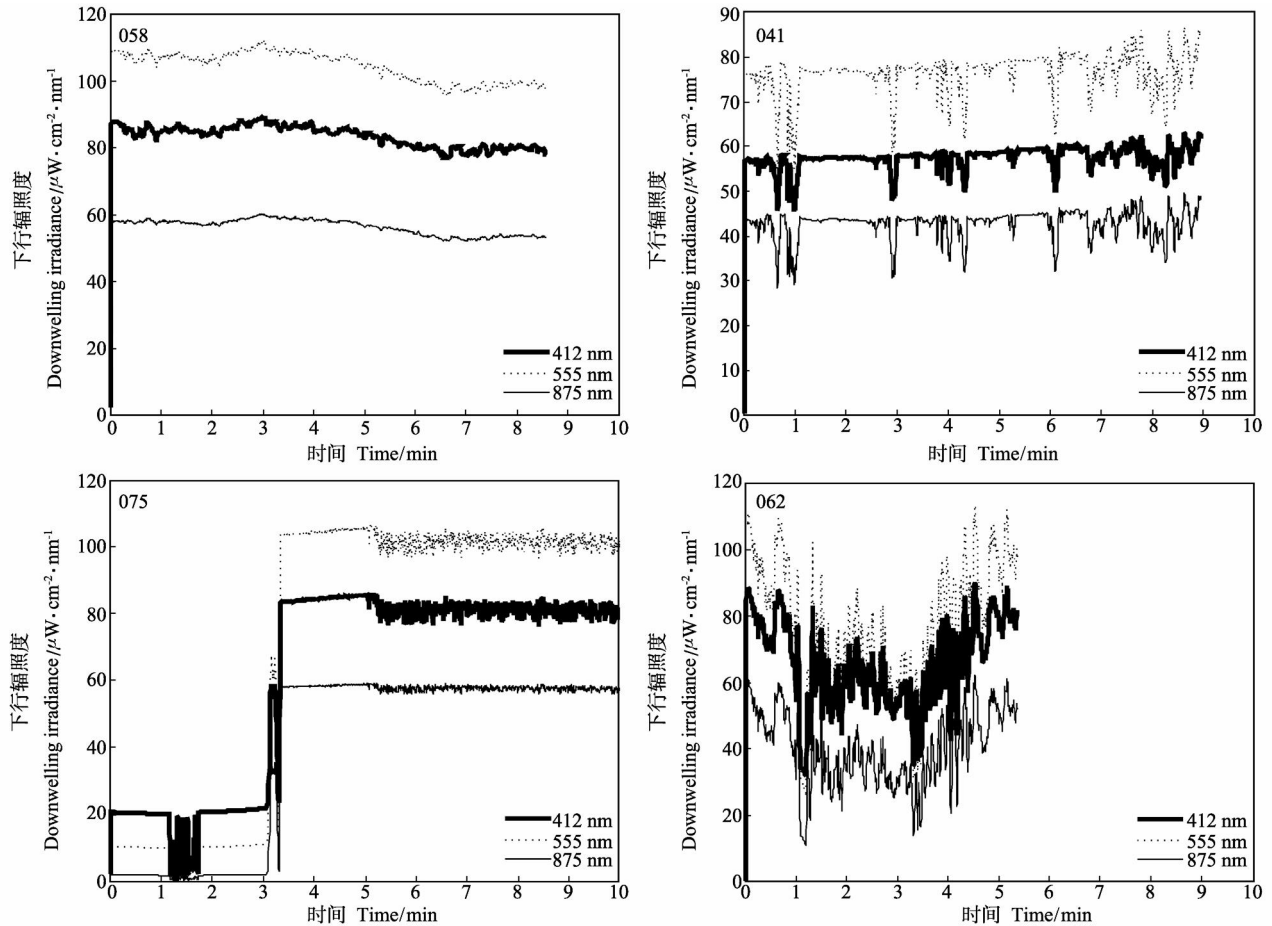 058
120
100
80
60
40
20
0
0 1 2 3 4 5 6 7 8 9 10
下行辐照度
Downwelling irradiance/μW·cm⁻²·nm⁻¹
时间 Time/min
412 nm
555 nm
875 nm
041
90
80
70
60
50
40
30
20
10
0
0 1 2 3 4 5 6 7 8 9 10
下行辐照度
Downwelling irradiance/μW·cm⁻²·nm⁻¹
时间 Time/min
412 nm
555 nm
875 nm
075
120
100
80
60
40
20
0
0 1 2 3 4 5 6 7 8 9 10
下行辐照度
Downwelling irradiance/μW·cm⁻²·nm⁻¹
时间 Time/min
412 nm
555 nm
875 nm
062
120
100
80
60
40
20
0
0 1 2 3 4 5 6 7 8 9 10
下行辐照度
Downwelling irradiance/μW·cm⁻²·nm⁻¹
时间 Time/min
412 nm
555 nm
875 nm